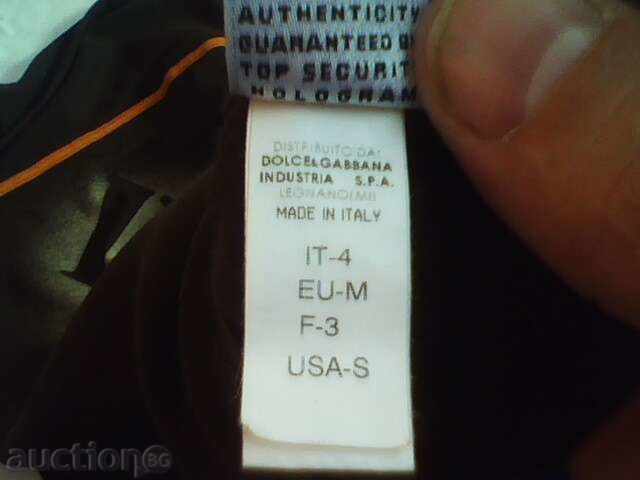 AUTHENTICITY
GUARANTEED B
TOP SECURIT
HOLOGRAM
DISTRIBUITO DA:
DOLCE&GABBANA
INDUSTRIA S.P.A.
LEGNANO(MI)
MADE IN ITALY
IT-4
EU-M
F-3
USA-S
auction BG